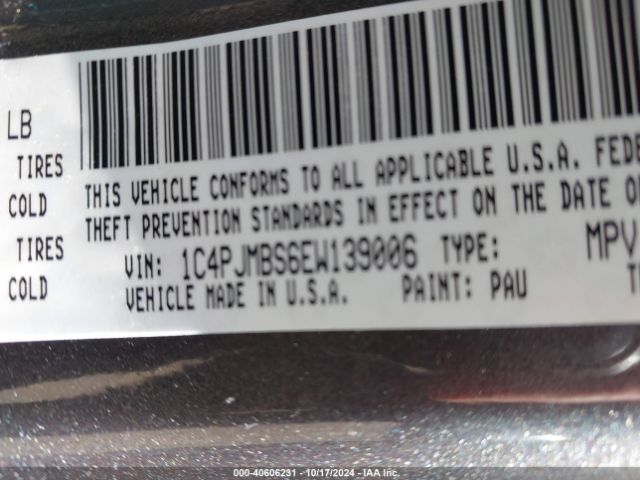 LB
TIRES
COLD
TIRES
COLD
THIS VEHICLE CONFORMS TO ALL APPLICABLE U.S.A. FEDE
THEFT PREVENTION STANDARDS IN EFFECT ON THE DATE OF
VIN: 1C4PJMBS6EW139006 TYPE: MPV
VEHICLE MADE IN U.S.A. PAINT: PAU
000-40606231 - 10/17/2024 - IAA Inc.